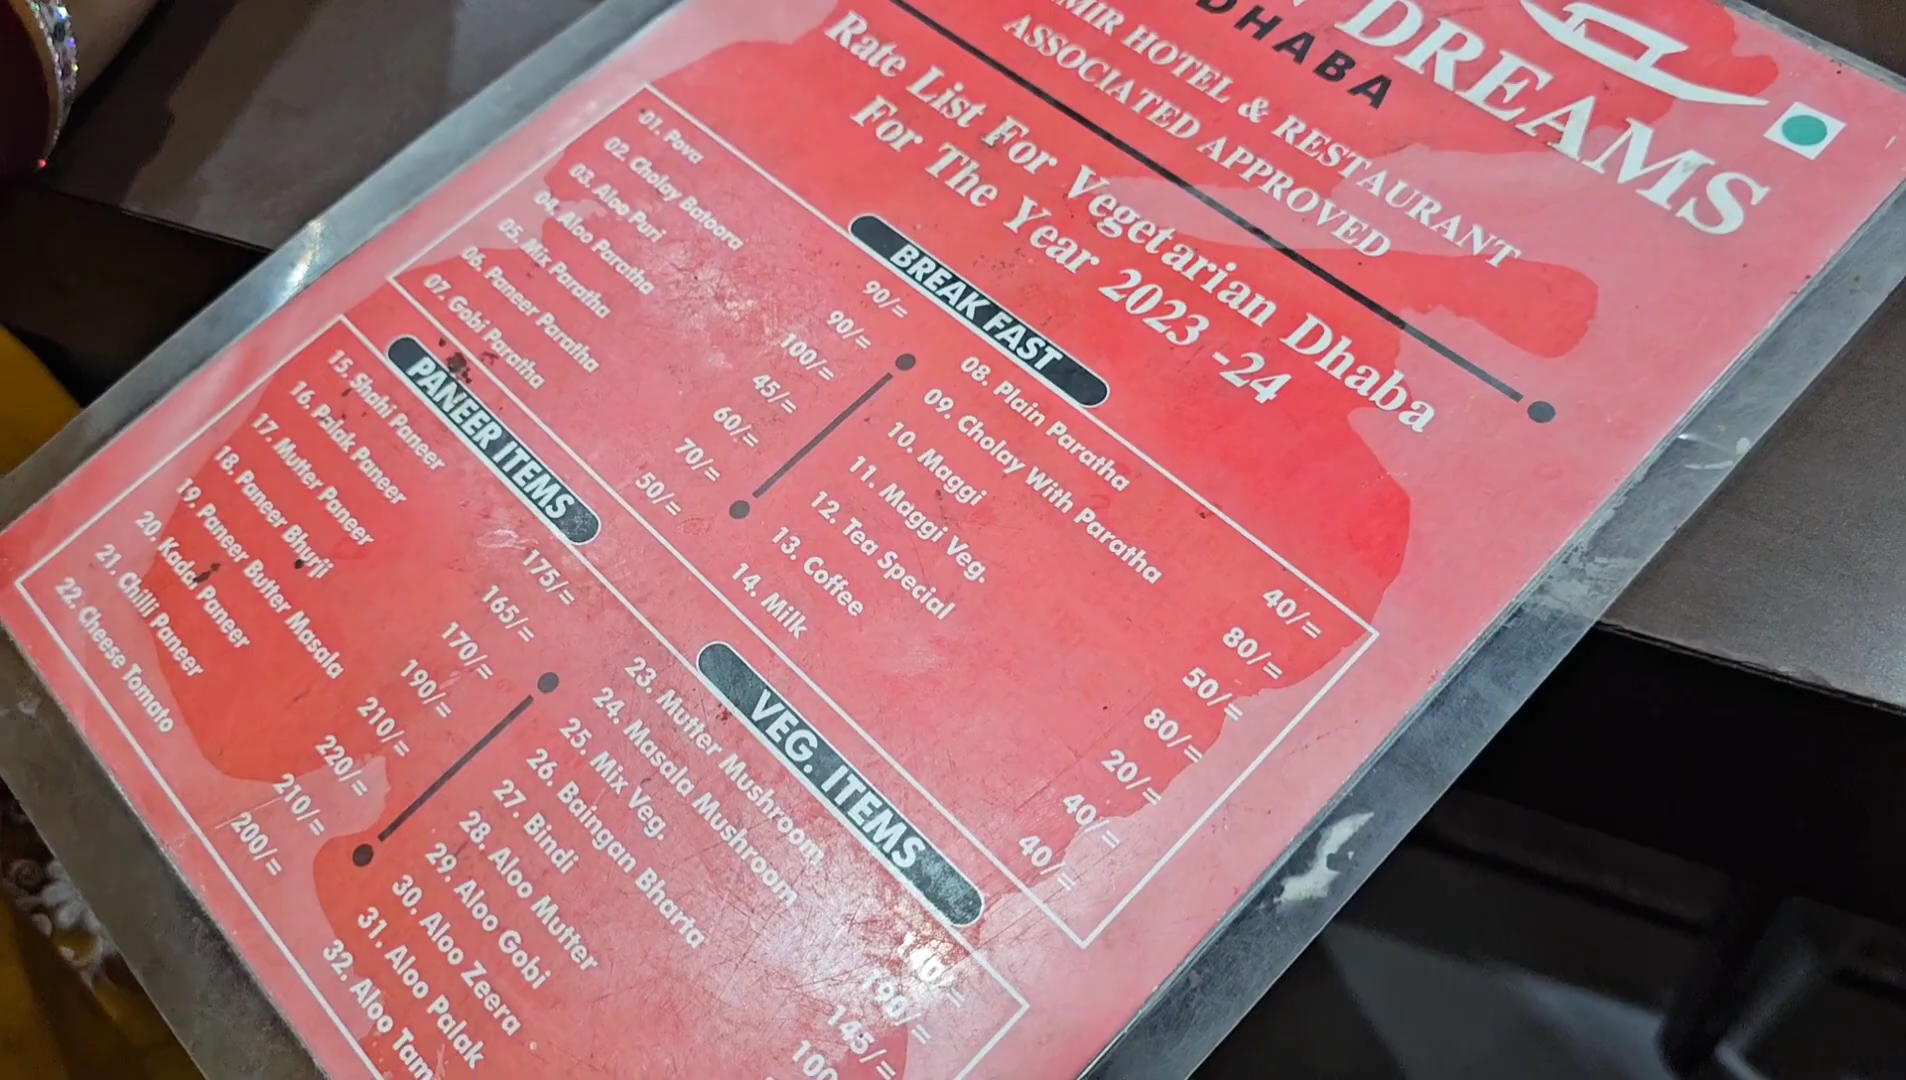 DREAMS
DHABA
HOTEL & RESTAURANT
ASSOCIATED APPROVED
Rate List For Vegetarian Dhaba
For The Year 2023 -24
BREAK FAST
01. Pova 90/=
02. Cholay Batoora 90/=
03. Aloo Puri 100/=
04. Aloo Paratha 45/=
05. Mix Paratha 60/=
06. Paneer Paratha 70/=
07. Gobi Paratha 50/=
08. Plain Paratha 40/=
09. Cholay With Paratha 80/=
10. Maggi 50/=
11. Maggi Veg. 80/=
12. Tea Special 20/=
13. Coffee 40/=
14. Milk 40/=
PANEER ITEMS
15. Shahi Paneer 175/=
16. Palak Paneer 165/=
17. Mutter Paneer 170/=
18. Paneer Bhurji 190/=
19. Paneer Butter Masala 210/=
20. Kadai Paneer 220/=
21. Chilli Paneer 210/=
22. Cheese Tomato 200/=
VEG. ITEMS
23. Mutter Mushroom
24. Masala Mushroom 190/=
25. Mix Veg. 145/=
26. Baingan Bharta 100
27. Bindi
28. Aloo Mutter
29. Aloo Gobi
30. Aloo Zeera
31. Aloo Palak
32. Aloo Tam